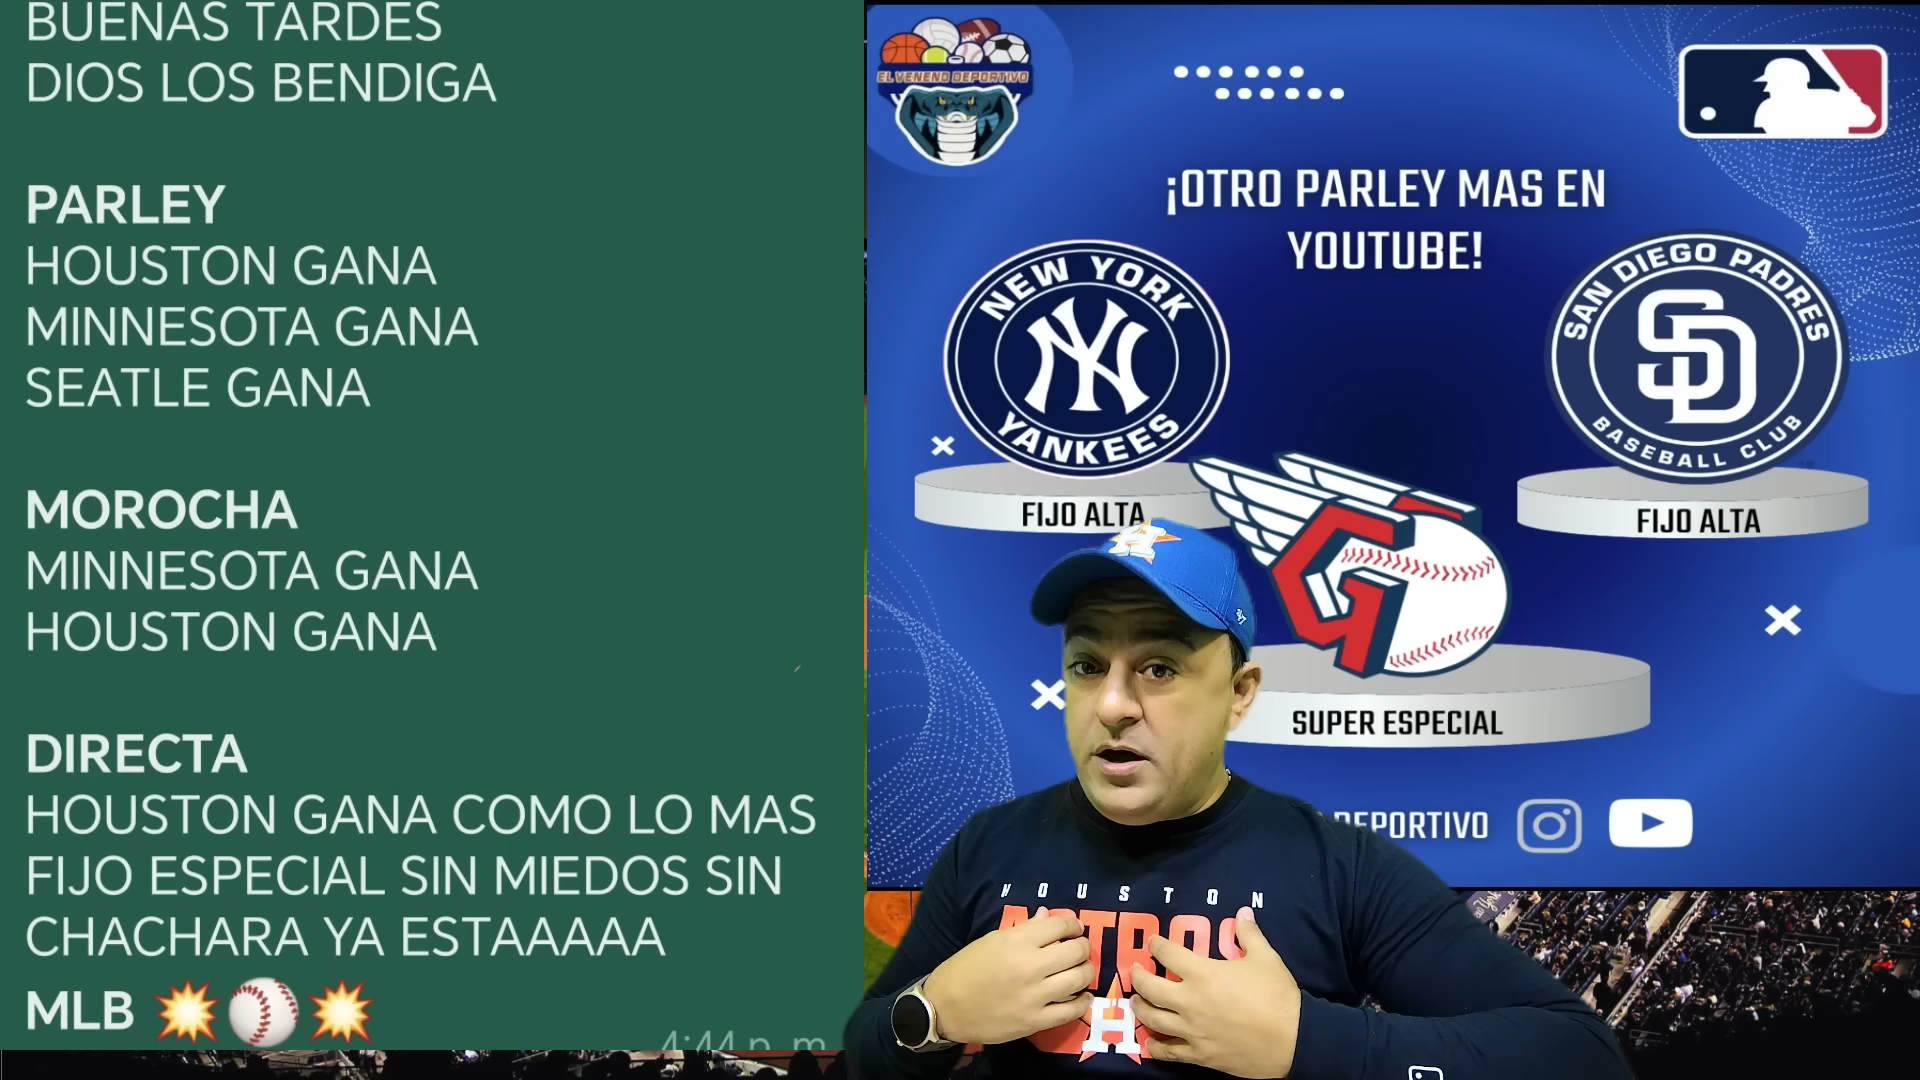 BUENAS TARDES
DIOS LOS BENDIGA
PARLEY
HOUSTON GANA
MINNESOTA GANA
SEATLE GANA
MOROCHA
MINNESOTA GANA
HOUSTON GANA
DIRECTA
HOUSTON GANA COMO LO MAS
FIJO ESPECIAL SIN MIEDOS SIN
CHACHARA YA ESTAAAAA
MLB
4:44 p. m.
EL VENENO DEPORTIVO
¡OTRO PARLEY MAS EN
YOUTUBE!
NEW YORK
NY
YANKEES
FIJO ALTA
SAN DIEGO PADRES
SD
BASEBALL CLUB
FIJO ALTA
G
SUPER ESPECIAL
DEPORTIVO
H
HOUSTON
ASTROS
H